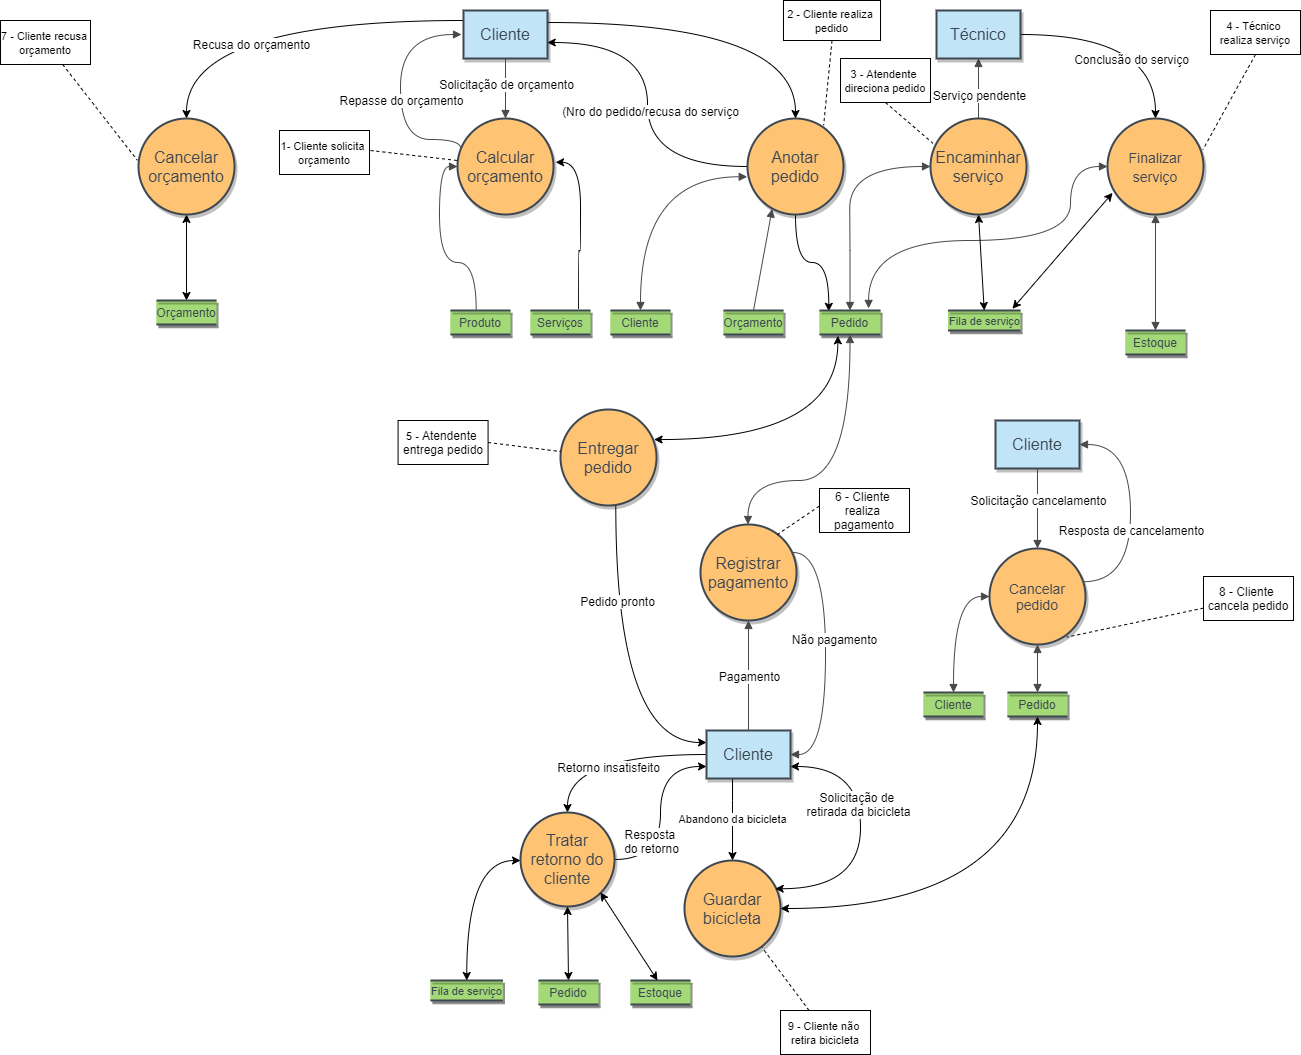 7 - Cliente recusa
orçamento
Recusa do orçamento
Cliente
2 - Cliente realiza
pedido
Técnico
4 - Técnico
realiza serviço
Solicitação de orçamento
Repasse do orçamento
(Nro do pedido/recusa do serviço
3 - Atendente
direciona pedido
Serviço pendente
Conclusão do serviço
1- Cliente solicita
orçamento
Cancelar
orçamento
Calcular
orçamento
Anotar
pedido
Encaminhar
serviço
Finalizar
serviço
Orçamento
Produto
Serviços
Cliente
Orçamento
Pedido
Fila de serviço
Estoque
5 - Atendente
entrega pedido
Entregar
pedido
Cliente
Solicitação cancelamento
Resposta de cancelamento
6 - Cliente
realiza
pagamento
Registrar
pagamento
Cancelar
pedido
8 - Cliente
cancela pedido
Pedido pronto
Não pagamento
Pagamento
Cliente
Pedido
Cliente
Retorno insatisfeito
Solicitação de
retirada da bicicleta
Abandono da bicicleta
Resposta
do retorno
Tratar
retorno do
cliente
Guardar
bicicleta
Fila de serviço
Pedido
Estoque
9 - Cliente não
retira bicicleta